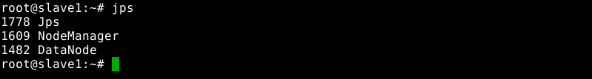 root@slave1:~# jps
1778 Jps
1609 NodeManager
1482 DataNode
root@slave1:~#